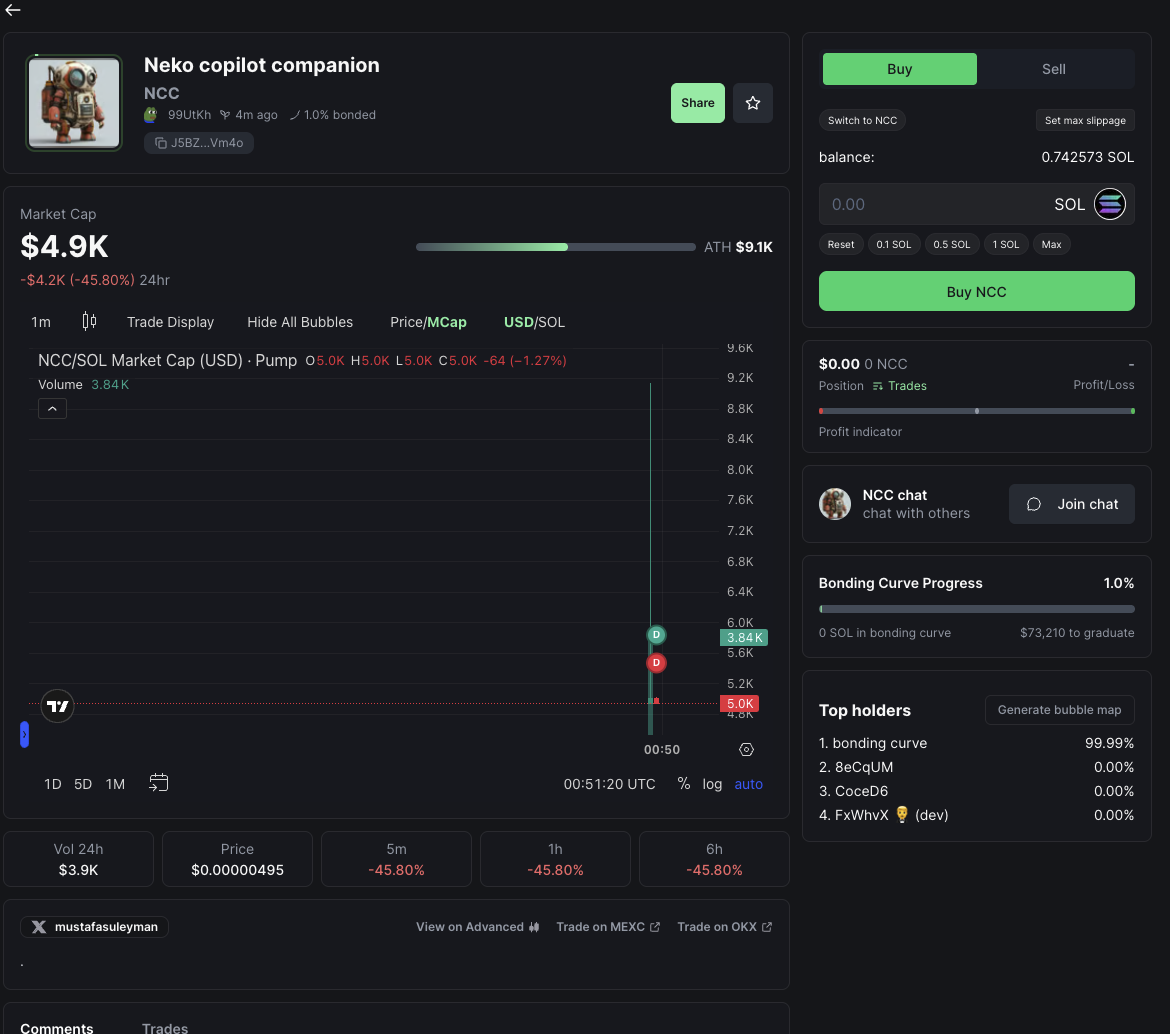 Neko copilot companion
NCC
99UtKh 4m ago 1.0% bonded
J5BZ...Vm4o
Share
Market Cap
$4.9K
ATH $9.1K
-$4.2K (-45.80%) 24hr
1m Trade Display Hide All Bubbles Price/MCap USD/SOL
NCC/SOL Market Cap (USD) · Pump O5.0K H5.0K L5.0K C5.0K -64 (−1.27%)
Volume 3.84K
9.6K
9.2K
8.8K
8.4K
8.0K
7.6K
7.2K
6.8K
6.4K
6.0K
D
3.84K
5.6K
D
5.2K
5.0K
4.8K
00:50
1D 5D 1M 00:51:20 UTC % log auto
Vol 24h
$3.9K
Price
$0.00000495
5m
-45.80%
1h
-45.80%
6h
-45.80%
mustafasuleyman
View on Advanced Trade on MEXC Trade on OKX
.
Comments Trades
Buy Sell
Switch to NCC Set max slippage
balance: 0.742573 SOL
0.00 SOL
Reset 0.1 SOL 0.5 SOL 1 SOL Max
Buy NCC
$0.00 0 NCC -
Position Trades Profit/Loss
Profit indicator
NCC chat
chat with others
Join chat
Bonding Curve Progress 1.0%
0 SOL in bonding curve $73,210 to graduate
Top holders Generate bubble map
1. bonding curve 99.99%
2. 8eCqUM 0.00%
3. CoceD6 0.00%
4. FxWhvX (dev) 0.00%